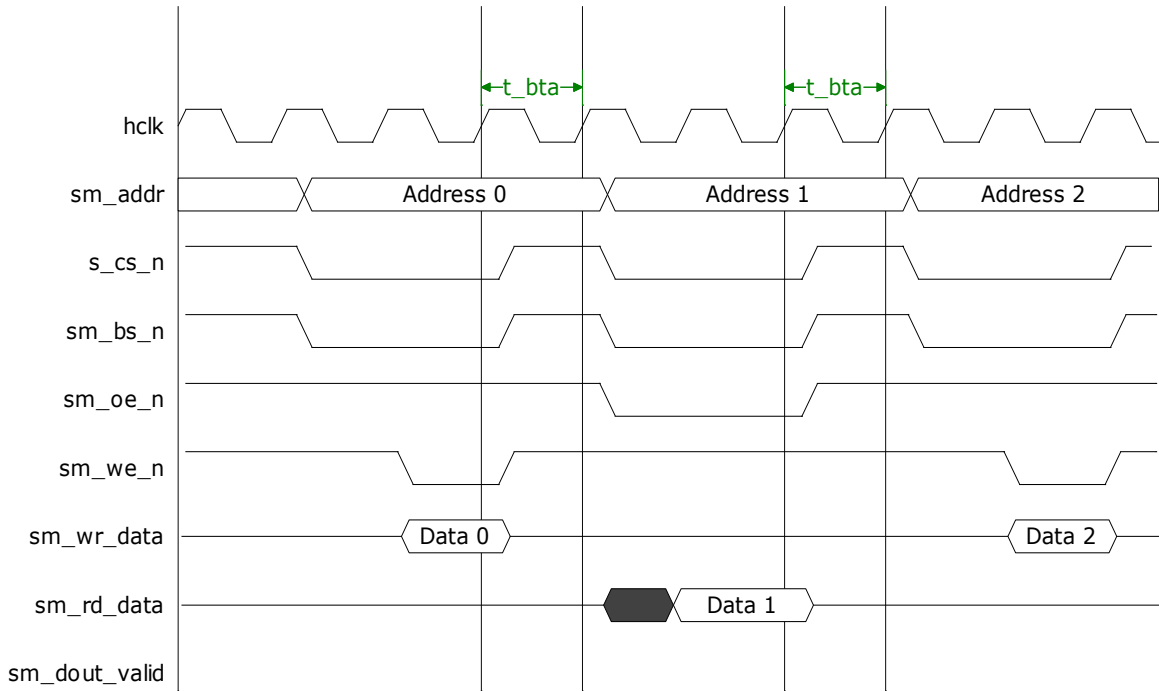 t_bta t_bta
hclk
sm_addr Address 0 Address 1 Address 2
s_cs_n
sm_bs_n
sm_oe_n
sm_we_n
sm_wr_data Data 0 Data 2
sm_rd_data Data 1
sm_dout_valid